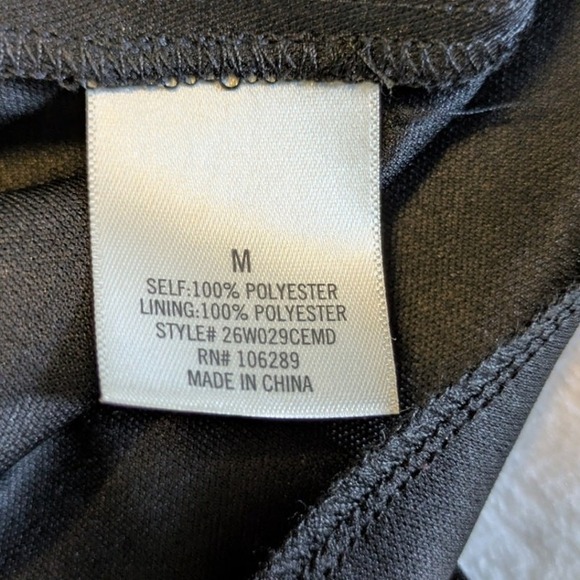 M
SELF:100% POLYESTER
LINING:100% POLYESTER
STYLE# 26W029CEMD
RN# 106289
MADE IN CHINA